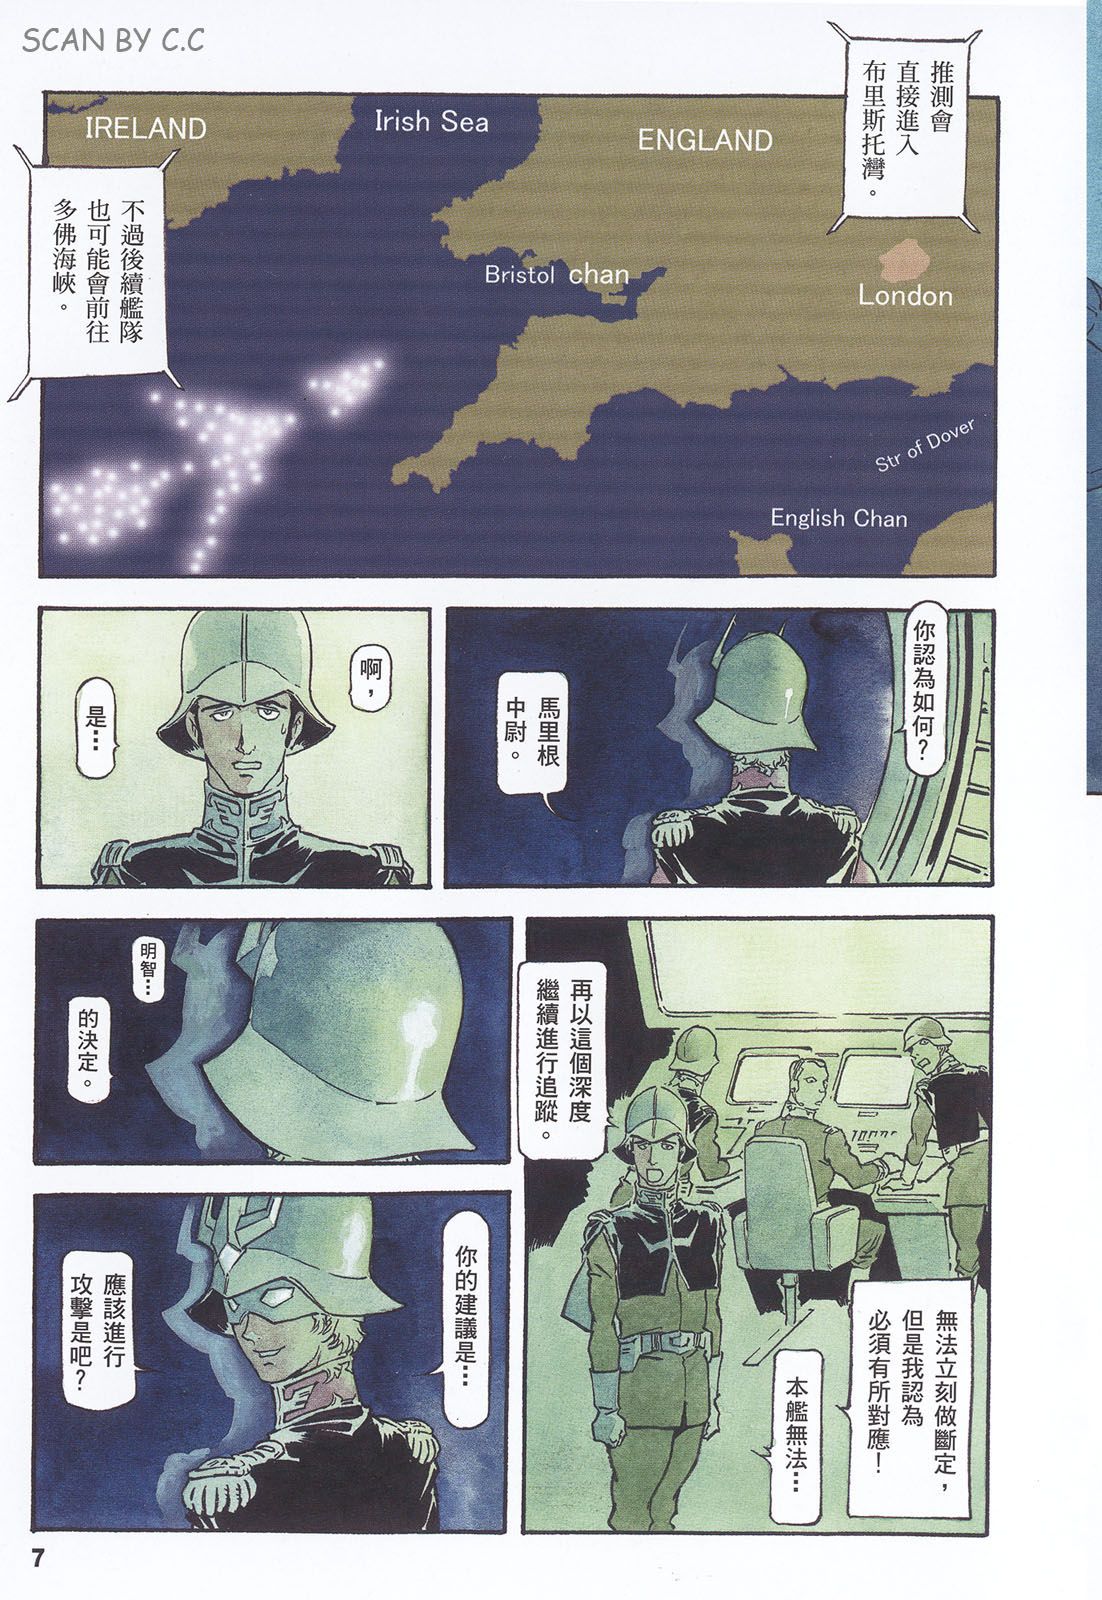 SCAN BY C.C
推測會
直接進入
布里斯托灣。
IRELAND
Irish Sea
ENGLAND
Bristol chan
London
Str of Dover
English Chan
不過後續艦隊
也可能會前往
多佛海峽。
你認為如何?
馬里根
中尉。
啊,
是…
無法立刻做斷定,
但是我認為
必須有所對應!
本艦無法…
再以這個深度
繼續進行追蹤。
明智…
的決定。
你的建議是…
應該進行
攻擊是吧?
7